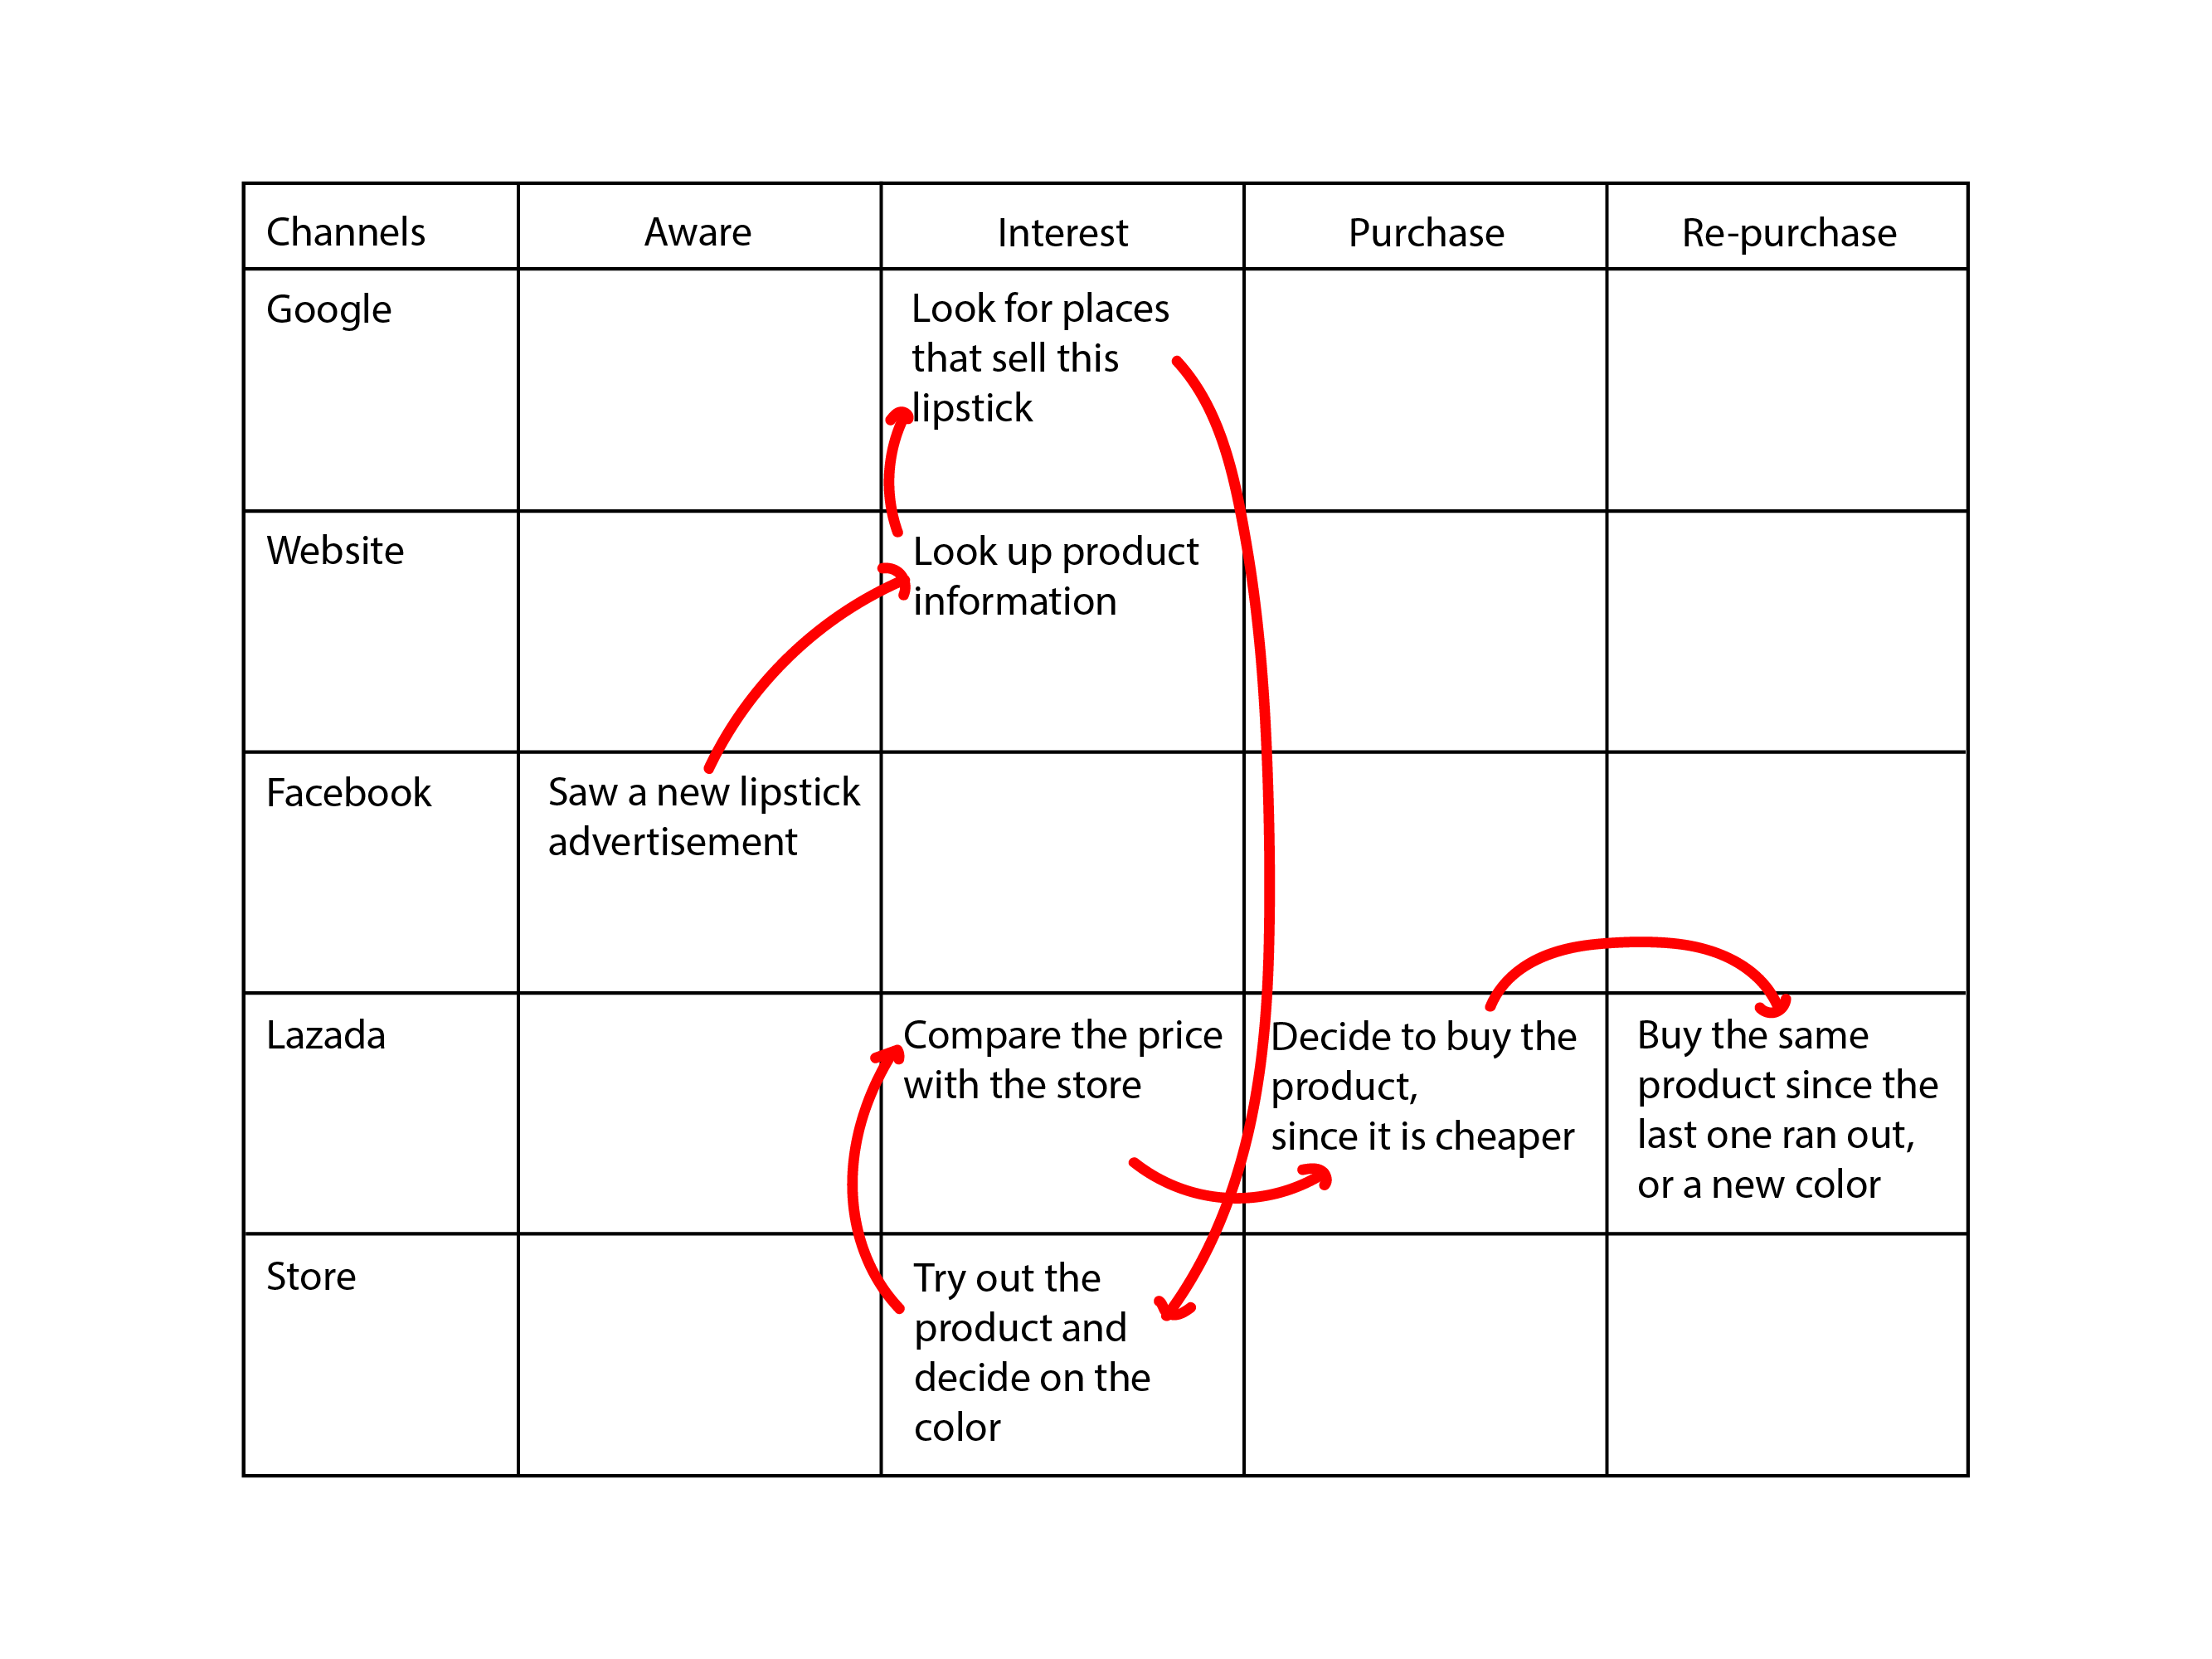 Channels
Aware
Interest
Purchase
Re-purchase
Google
Look for places
that sell this
lipstick
Website
Look up product
information
Facebook
Saw a new lipstick
advertisement
Lazada
Compare the price
with the store
Decide to buy the
product,
since it is cheaper
Buy the same
product since the
last one ran out,
or a new color
Store
Try out the
product and
decide on the
color